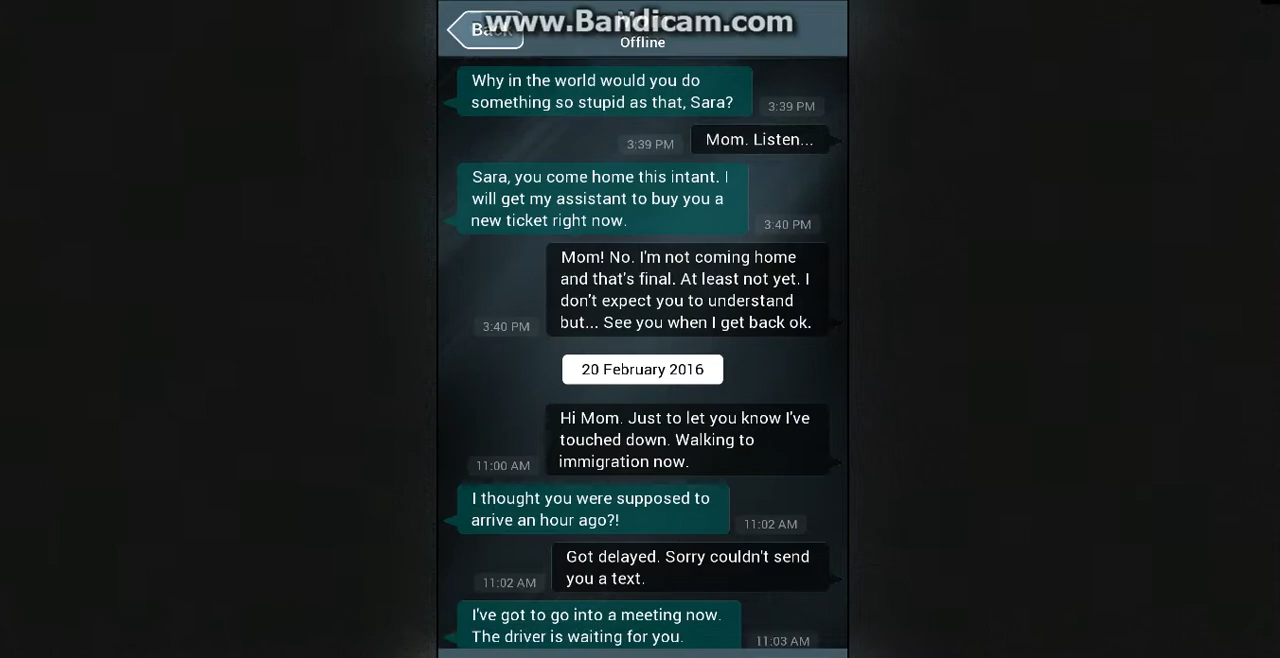 www.Bandicam.com
Back
Offline
Why in the world would you do
something so stupid as that, Sara?
3:39 PM
Mom. Listen...
3:39 PM
Sara, you come home this intant. I
will get my assistant to buy you a
new ticket right now.
3:40 PM
Mom! No. I'm not coming home
and that's final. At least not yet. I
don't expect you to understand
but... See you when I get back ok.
3:40 PM
20 February 2016
Hi Mom. Just to let you know I've
touched down. Walking to
immigration now.
11:00 AM
I thought you were supposed to
arrive an hour ago?!
11:02 AM
Got delayed. Sorry couldn't send
you a text.
11:02 AM
I've got to go into a meeting now.
The driver is waiting for you.
11:03 AM